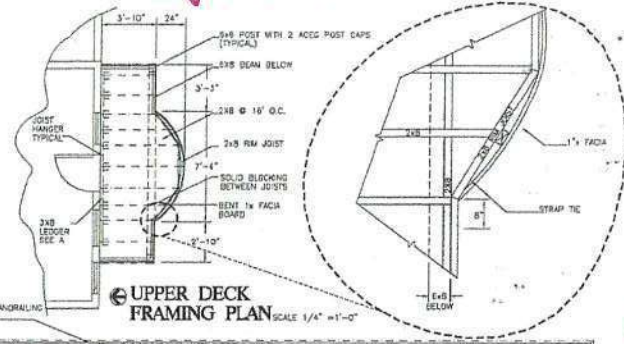 3'-10"
24"
6x6 POST WITH 2 ACEG POST CAPS
(TYPICAL)
6X8 BEAM BELOW
3'-3"
2X8 @ 16" O.C.
JOIST
HANGER
TYPICAL
2x8 RIM JOIST
7'-4"
SOLID BLOCKING
BETWEEN JOISTS
BENT 1x FACIA
BOARD
2X8
LEDGER
SEE A
2'-10"
UPPER DECK
FRAMING PLAN
SCALE 1/4" =1'-0"
ANDRAILING
2x8
2x8
1"x FACIA
STRAP TIE
8"
6x8
BELOW